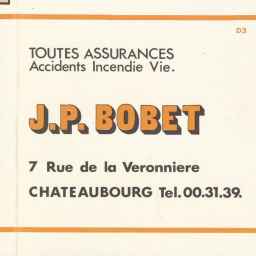 D3
TOUTES ASSURANCES
Accidents Incendie Vie.
J.P. BOBET
7 Rue de la Veronniere
CHATEAUBOURG Tel.00.31.39.